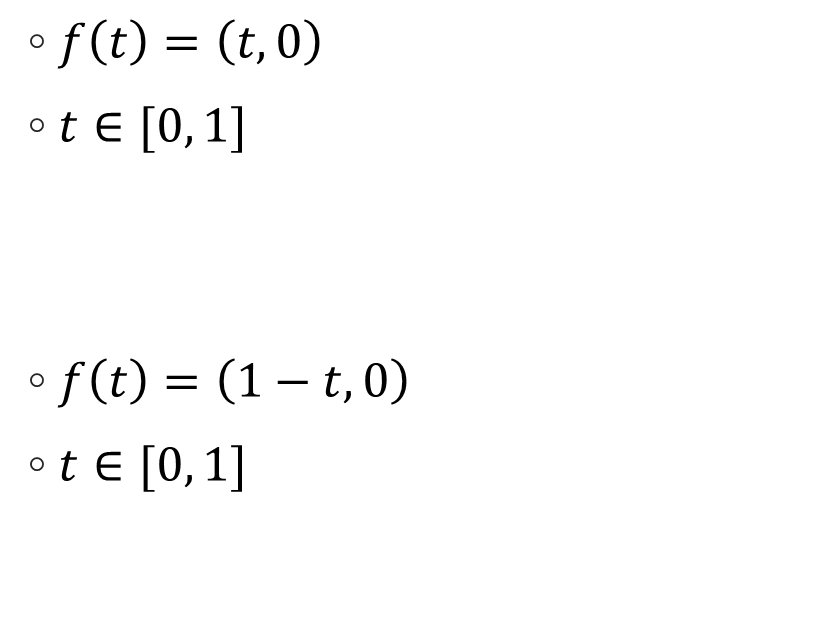 ◦ 𝑓(𝑡) = (𝑡, 0)
◦ 𝑡 ∈ [0, 1]
◦ 𝑓(𝑡) = (1 − 𝑡, 0)
◦ 𝑡 ∈ [0, 1]